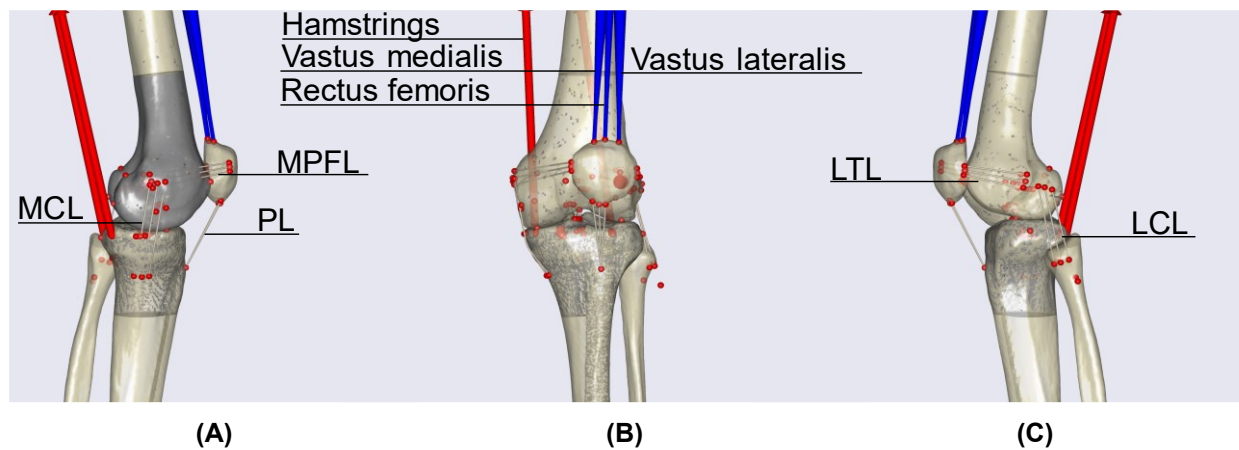 Hamstrings
Vastus medialis
Vastus lateralis
Rectus femoris
MPFL
MCL
PL
LTL
LCL
(A)
(B)
(C)